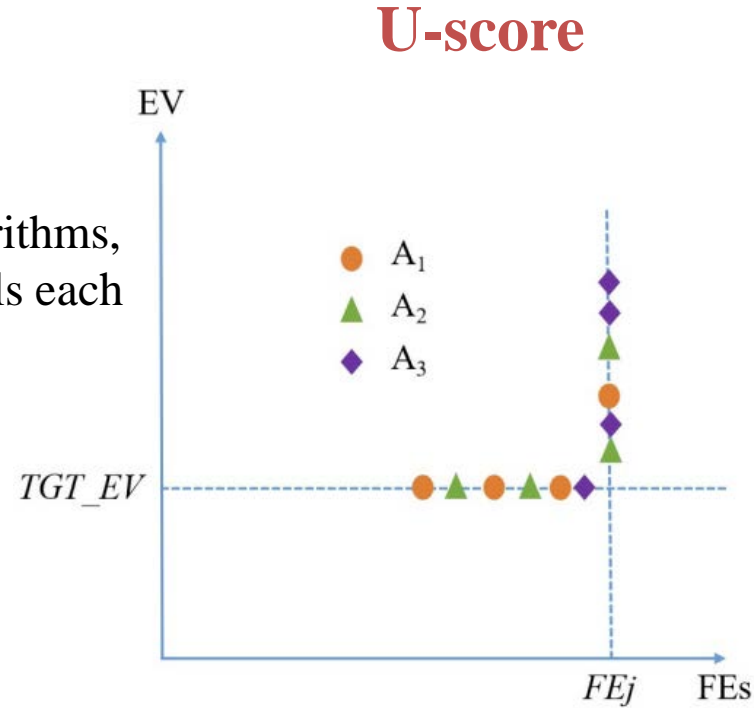 U-score
EV
rithms,
ls each
A₁
A₂
A₃
TGT_EV
FEj
FEs